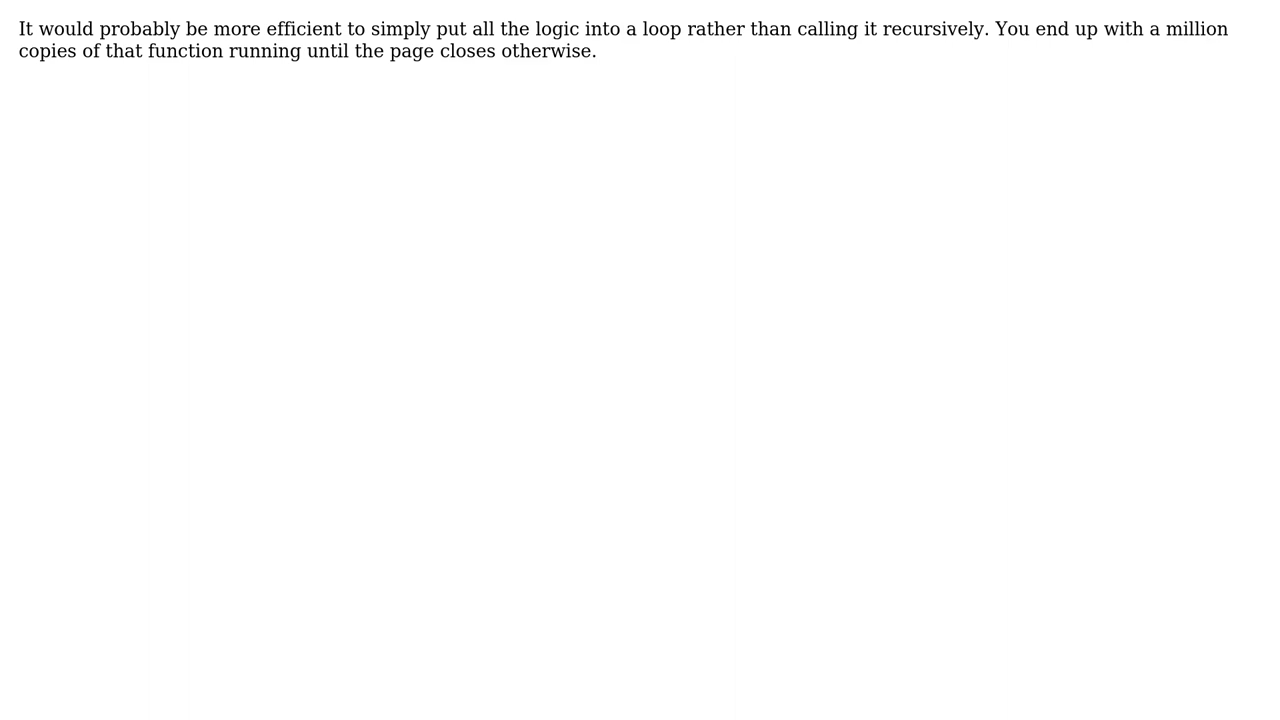 It would probably be more efficient to simply put all the logic into a loop rather than calling it recursively. You end up with a million
copies of that function running until the page closes otherwise.